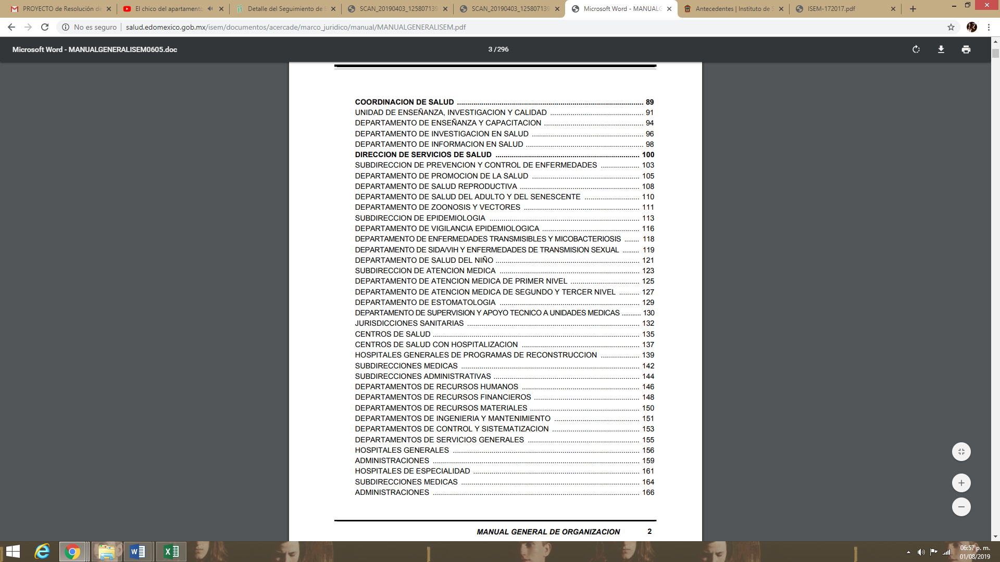 PROYECTO de Resolución de
El chico del apartamento
Detalle del Seguimiento de S
SCAN_20190403_125807139
SCAN_20190403_125807139
Microsoft Word - MANUALG
Antecedentes | Instituto de S
ISEM-172017.pdf
No es seguro | salud.edomexico.gob.mx/isem/documentos/acercade/marco_juridico/manual/MANUALGENERALISEM.pdf
Microsoft Word - MANUALGENERALISEM0605.doc
3 / 296
COORDINACION DE SALUD ............ 89
UNIDAD DE ENSEÑANZA, INVESTIGACION Y CALIDAD ............ 91
DEPARTAMENTO DE ENSEÑANZA Y CAPACITACION ............ 94
DEPARTAMENTO DE INVESTIGACION EN SALUD ............ 96
DEPARTAMENTO DE INFORMACION EN SALUD ............ 98
DIRECCION DE SERVICIOS DE SALUD ............ 100
SUBDIRECCION DE PREVENCION Y CONTROL DE ENFERMEDADES ............ 103
DEPARTAMENTO DE PROMOCION DE LA SALUD ............ 105
DEPARTAMENTO DE SALUD REPRODUCTIVA ............ 108
DEPARTAMENTO DE SALUD DEL ADULTO Y DEL SENESCENTE ............ 110
DEPARTAMENTO DE ZOONOSIS Y VECTORES ............ 111
SUBDIRECCION DE EPIDEMIOLOGIA ............ 113
DEPARTAMENTO DE VIGILANCIA EPIDEMIOLOGICA ............ 116
DEPARTAMENTO DE ENFERMEDADES TRANSMISIBLES Y MICOBACTERIOSIS ........ 118
DEPARTAMENTO DE SIDA/VIH Y ENFERMEDADES DE TRANSMISION SEXUAL ......... 119
DEPARTAMENTO DE SALUD DEL NIÑO ............ 121
SUBDIRECCION DE ATENCION MEDICA ............ 123
DEPARTAMENTO DE ATENCION MEDICA DE PRIMER NIVEL ............ 125
DEPARTAMENTO DE ATENCION MEDICA DE SEGUNDO Y TERCER NIVEL .......... 127
DEPARTAMENTO DE ESTOMATOLOGIA ............ 129
DEPARTAMENTO DE SUPERVISION Y APOYO TECNICO A UNIDADES MEDICAS ........... 130
JURISDICCIONES SANITARIAS ............ 132
CENTROS DE SALUD ............ 135
CENTROS DE SALUD CON HOSPITALIZACION ............ 137
HOSPITALES GENERALES DE PROGRAMAS DE RECONSTRUCCION ............ 139
SUBDIRECCIONES MEDICAS ............ 142
SUBDIRECCIONES ADMINISTRATIVAS ............ 144
DEPARTAMENTOS DE RECURSOS HUMANOS ............ 146
DEPARTAMENTOS DE RECURSOS FINANCIEROS ............ 148
DEPARTAMENTOS DE RECURSOS MATERIALES ............ 150
DEPARTAMENTOS DE INGENIERIA Y MANTENIMIENTO ............ 151
DEPARTAMENTOS DE CONTROL Y SISTEMATIZACION ............ 153
DEPARTAMENTOS DE SERVICIOS GENERALES ............ 155
HOSPITALES GENERALES ............ 156
ADMINISTRACIONES ............ 159
HOSPITALES DE ESPECIALIDAD ............ 161
SUBDIRECCIONES MEDICAS ............ 164
ADMINISTRACIONES ............ 166
MANUAL GENERAL DE ORGANIZACION 2
06:57 p. m.
01/08/2019